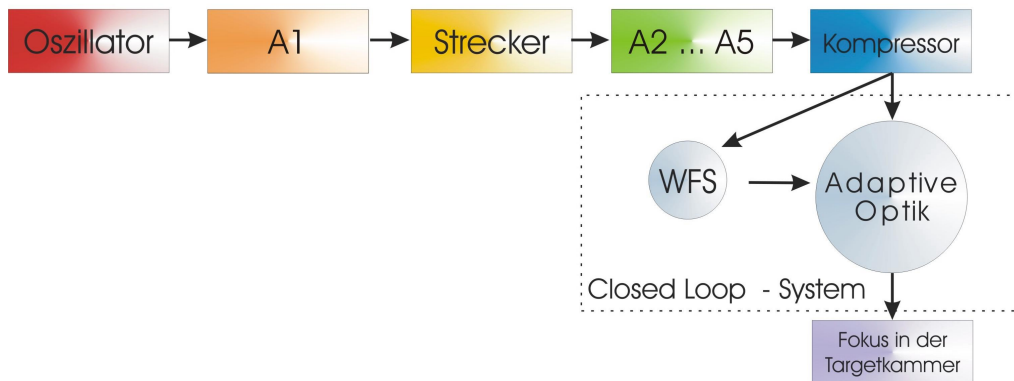 Oszillator
A1
Strecker
A2 ... A5
Kompressor
WFS
Adaptive
Optik
Closed Loop - System
Fokus in der
Targetkammer